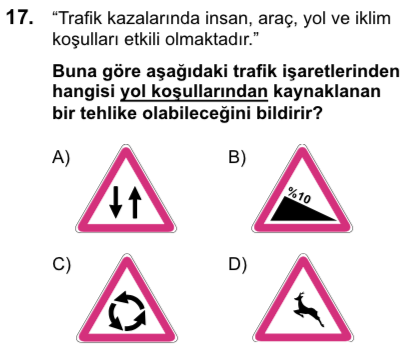 17. “Trafik kazalarında insan, araç, yol ve iklim
koşulları etkili olmaktadır.”
Buna göre aşağıdaki trafik işaretlerinden
hangisi yol koşullarından kaynaklanan
bir tehlike olabileceğini bildirir?
A)
B)
%10
C)
D)